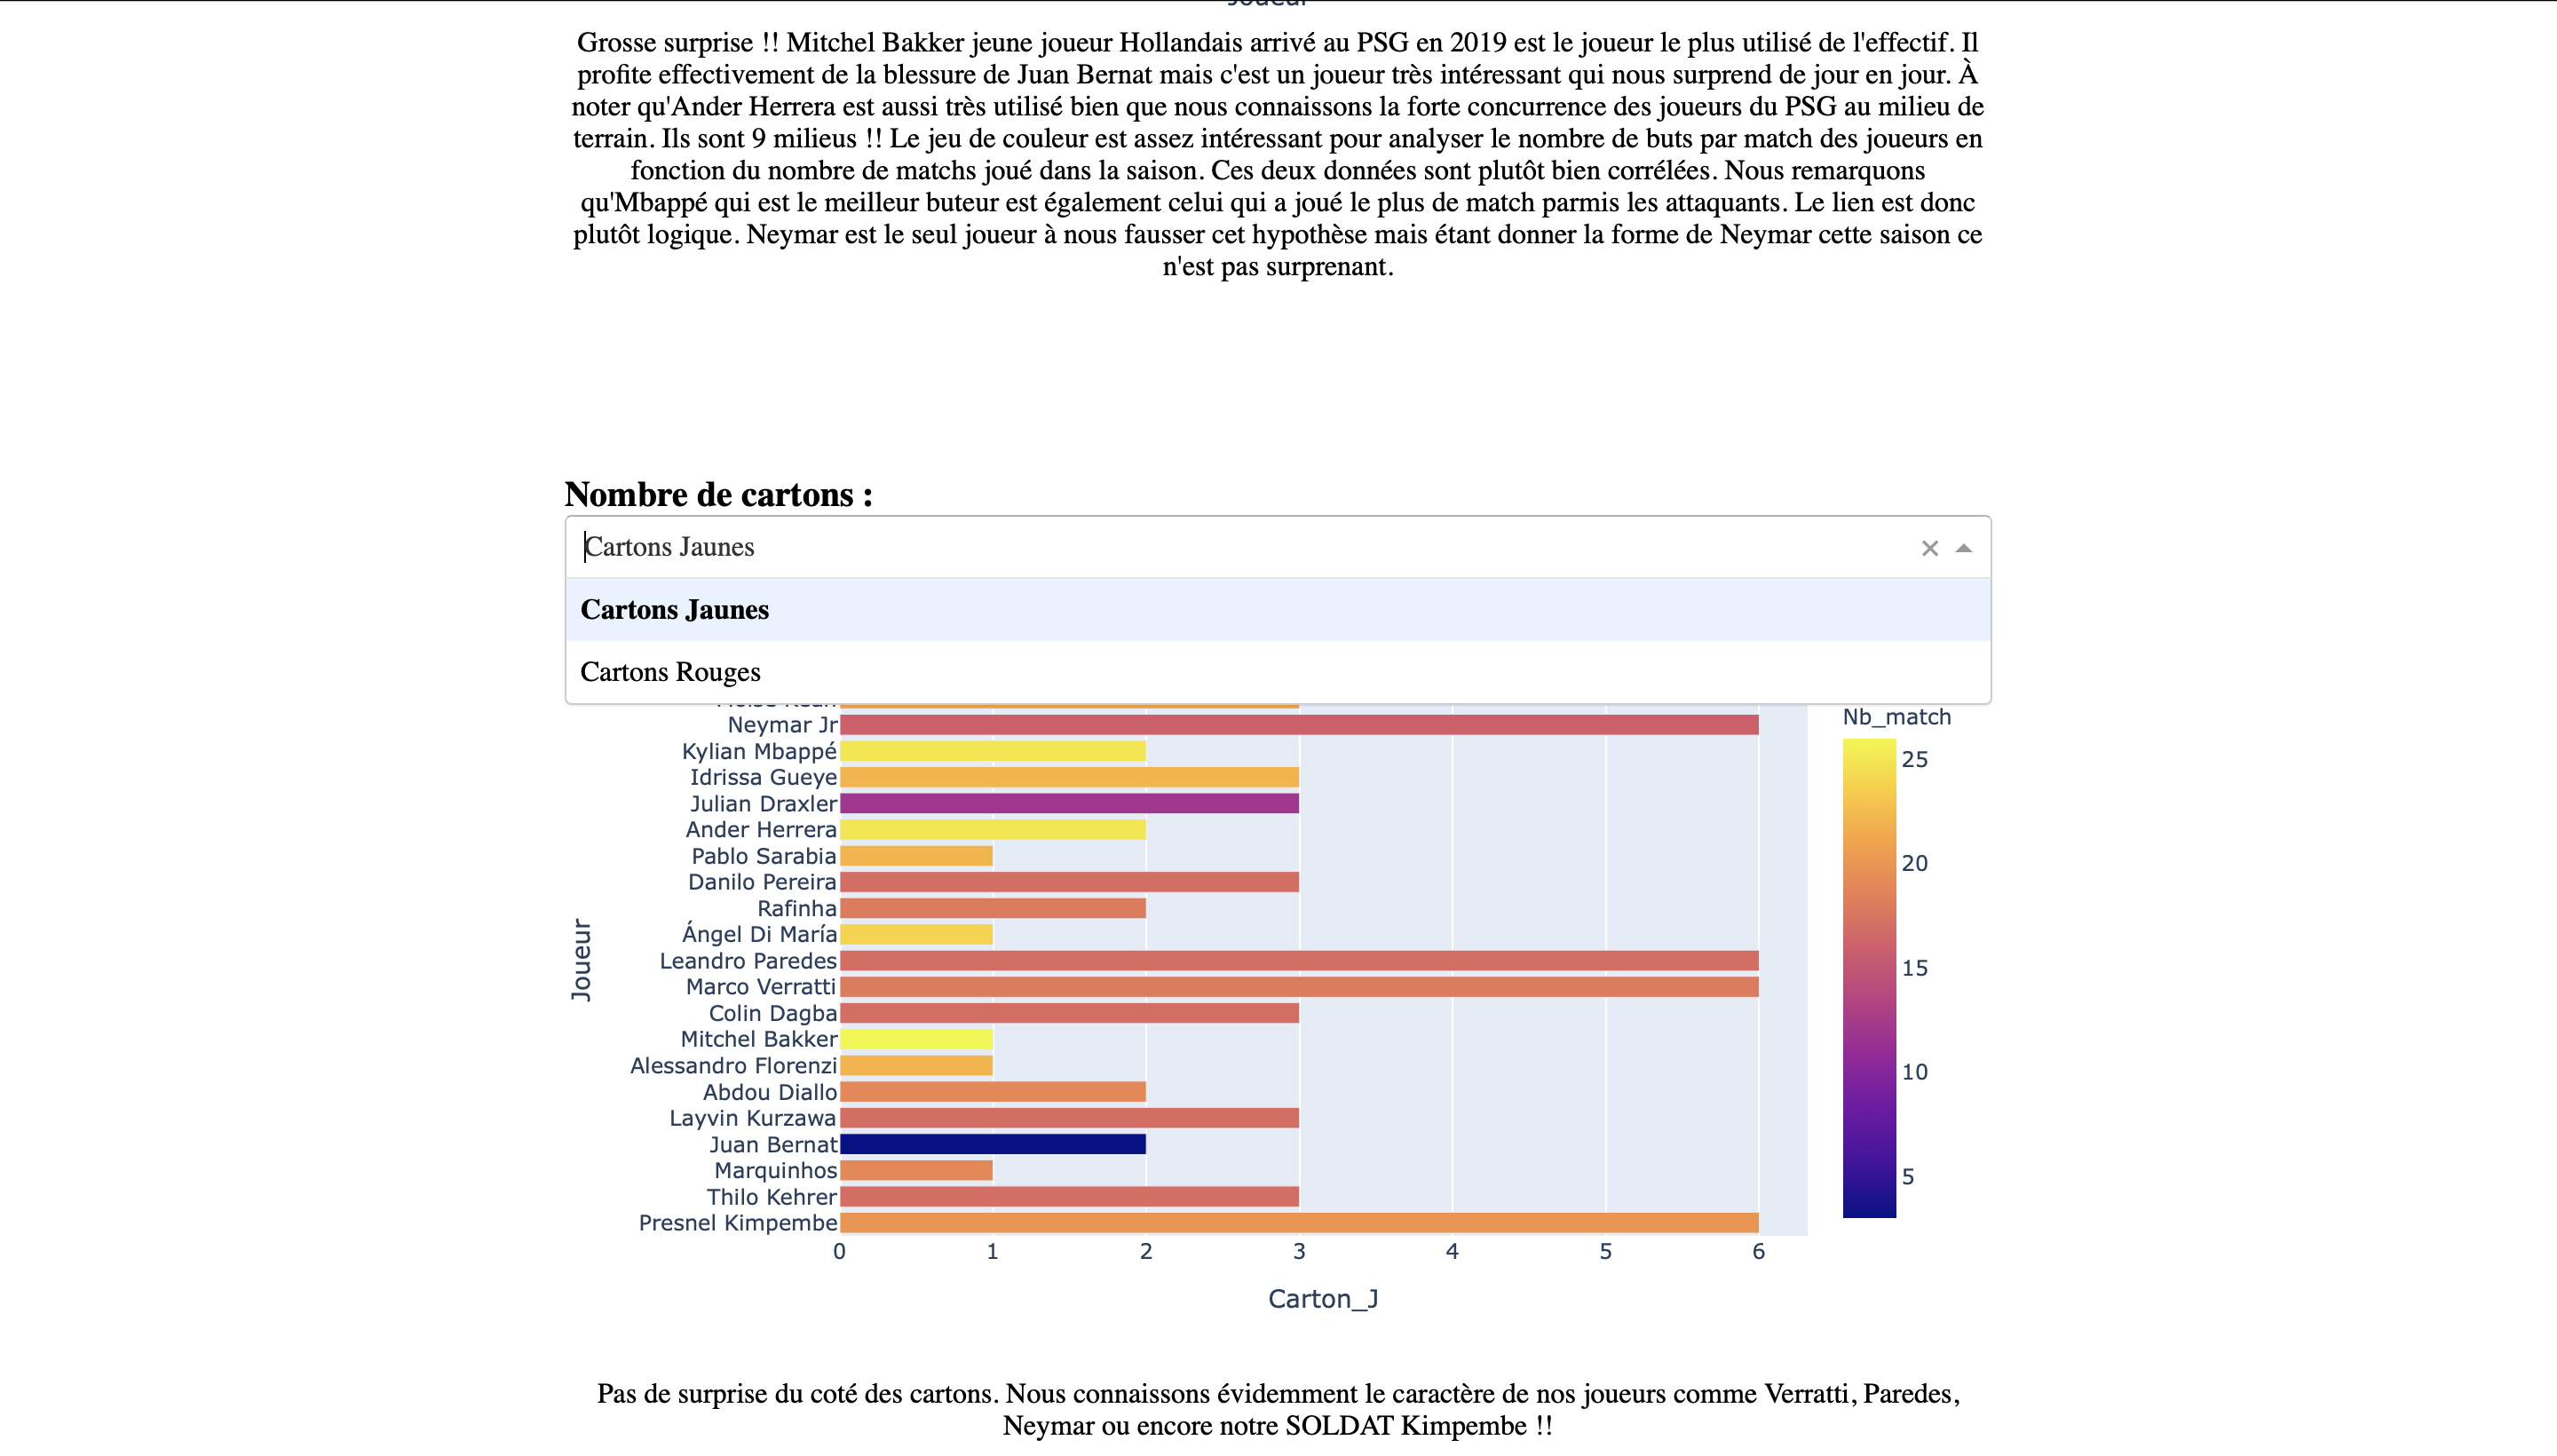 Grosse surprise !! Mitchel Bakker jeune joueur Hollandais arrivé au PSG en 2019 est le joueur le plus utilisé de l'effectif. Il
profite effectivement de la blessure de Juan Bernat mais c'est un joueur très intéressant qui nous surprend de jour en jour. À
noter qu'Ander Herrera est aussi très utilisé bien que nous connaissons la forte concurrence des joueurs du PSG au milieu de
terrain. Ils sont 9 milieus !! Le jeu de couleur est assez intéressant pour analyser le nombre de buts par match des joueurs en
fonction du nombre de matchs joué dans la saison. Ces deux données sont plutôt bien corrélées. Nous remarquons
qu'Mbappé qui est le meilleur buteur est également celui qui a joué le plus de match parmis les attaquants. Le lien est donc
plutôt logique. Neymar est le seul joueur à nous fausser cet hypothèse mais étant donner la forme de Neymar cette saison ce
n'est pas surprenant.
Nombre de cartons :
Cartons Jaunes
Cartons Jaunes
Cartons Rouges
Nb_match
Neymar Jr
Kylian Mbappé
Idrissa Gueye
Julian Draxler
Ander Herrera
Pablo Sarabia
Danilo Pereira
Rafinha
Ángel Di María
Leandro Paredes
Marco Verratti
Colin Dagba
Mitchel Bakker
Alessandro Florenzi
Abdou Diallo
Layvin Kurzawa
Juan Bernat
Marquinhos
Thilo Kehrer
Presnel Kimpembe
Joueur
25
20
15
10
5
0 1 2 3 4 5 6
Carton_J
Pas de surprise du coté des cartons. Nous connaissons évidemment le caractère de nos joueurs comme Verratti, Paredes,
Neymar ou encore notre SOLDAT Kimpembe !!